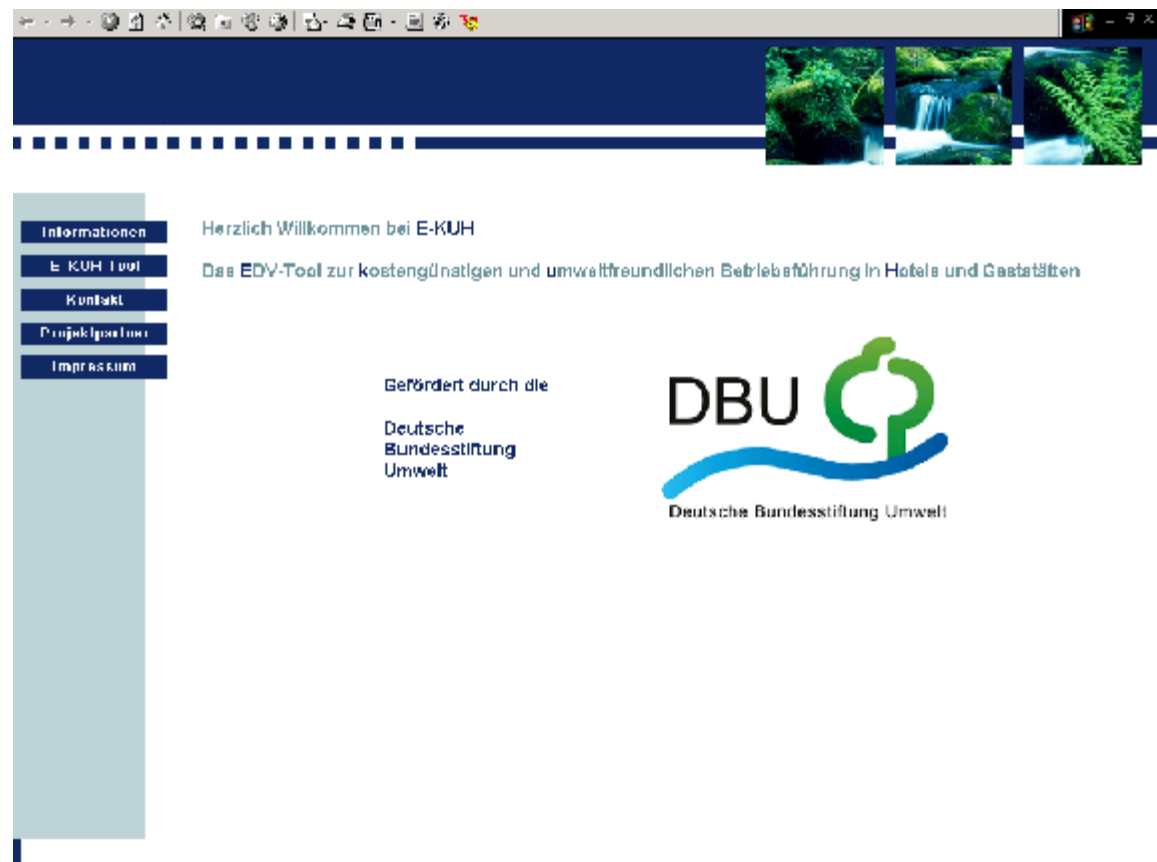 Informationen
E-KUH Tool
Kontakt
Projektpartner
Impressum
Herzlich Willkommen bei E-KUH
Das EDV-Tool zur kostengünstigen und umweltfreundlichen Betriebsführung in Hotels und Gaststätten
Gefördert durch die
Deutsche
Bundesstiftung
Umwelt
DBU
Deutsche Bundesstiftung Umwelt